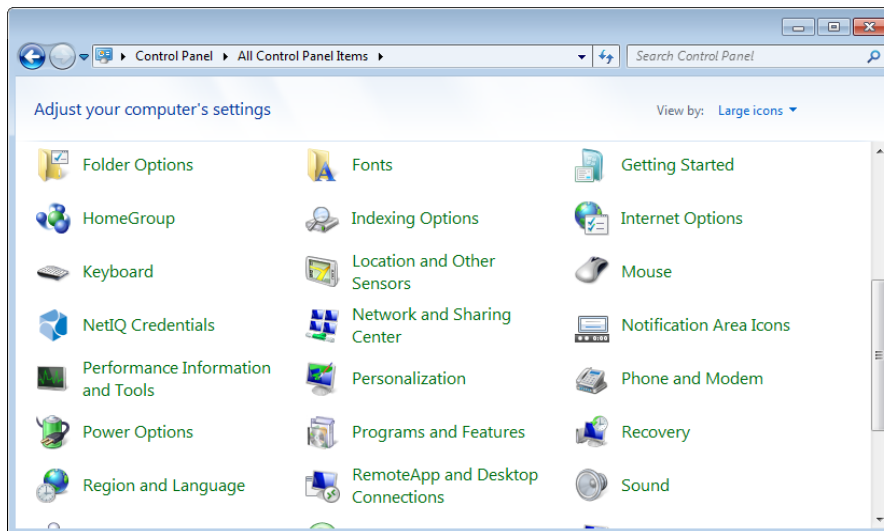 Control Panel All Control Panel Items Search Control Panel
Adjust your computer's settings View by: Large icons
Folder Options
Fonts
Getting Started
HomeGroup
Indexing Options
Internet Options
Keyboard
Location and Other
Sensors
Mouse
NetIQ Credentials
Network and Sharing
Center
Notification Area Icons
Performance Information
and Tools
Personalization
Phone and Modem
Power Options
Programs and Features
Recovery
Region and Language
RemoteApp and Desktop
Connections
Sound